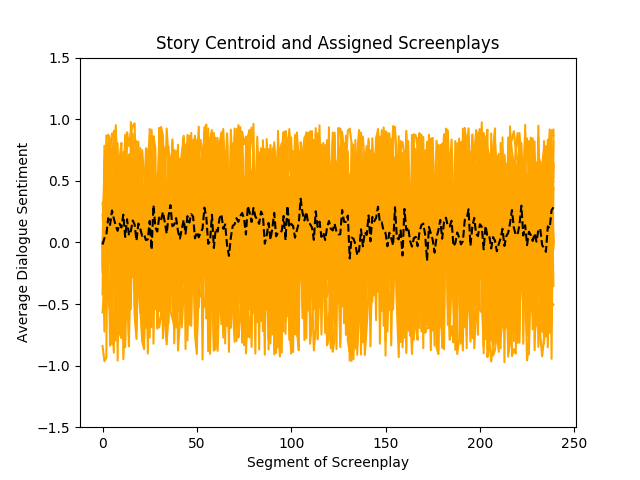 Story Centroid and Assigned Screenplays
1.5
1.0
0.5
0.0
−0.5
−1.0
−1.5
Average Dialogue Sentiment
0 50 100 150 200 250
Segment of Screenplay